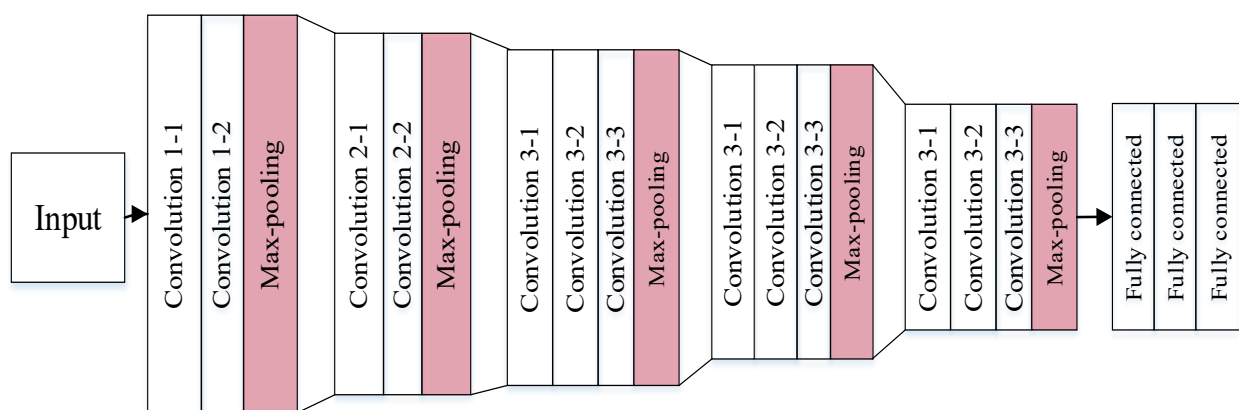 Input
Convolution 1-1
Convolution 1-2
Max-pooling
Convolution 2-1
Convolution 2-2
Max-pooling
Convolution 3-1
Convolution 3-2
Convolution 3-3
Max-pooling
Convolution 3-1
Convolution 3-2
Convolution 3-3
Max-pooling
Convolution 3-1
Convolution 3-2
Convolution 3-3
Max-pooling
Fully connected
Fully connected
Fully connected